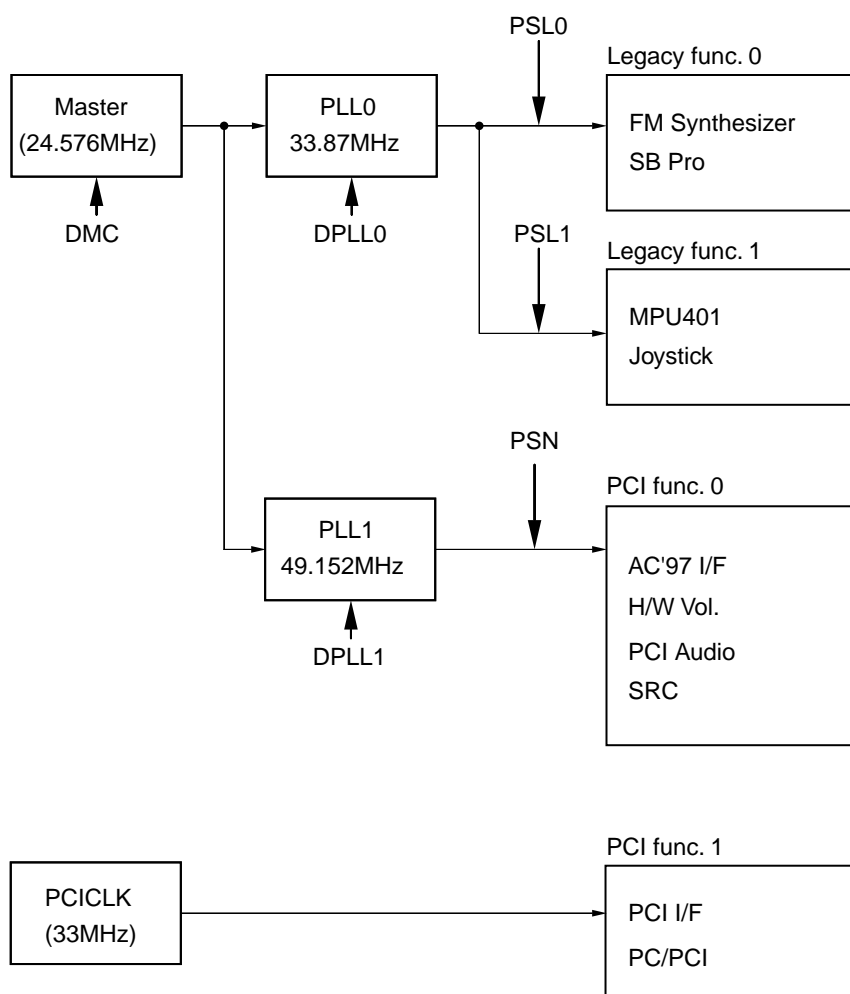 PSL0
Legacy func. 0
Master
(24.576MHz)
PLL0
33.87MHz
FM Synthesizer
SB Pro
DMC
DPLL0
PSL1
Legacy func. 1
MPU401
Joystick
PSN
PCI func. 0
PLL1
49.152MHz
AC'97 I/F
H/W Vol.
PCI Audio
SRC
DPLL1
PCI func. 1
PCICLK
(33MHz)
PCI I/F
PC/PCI